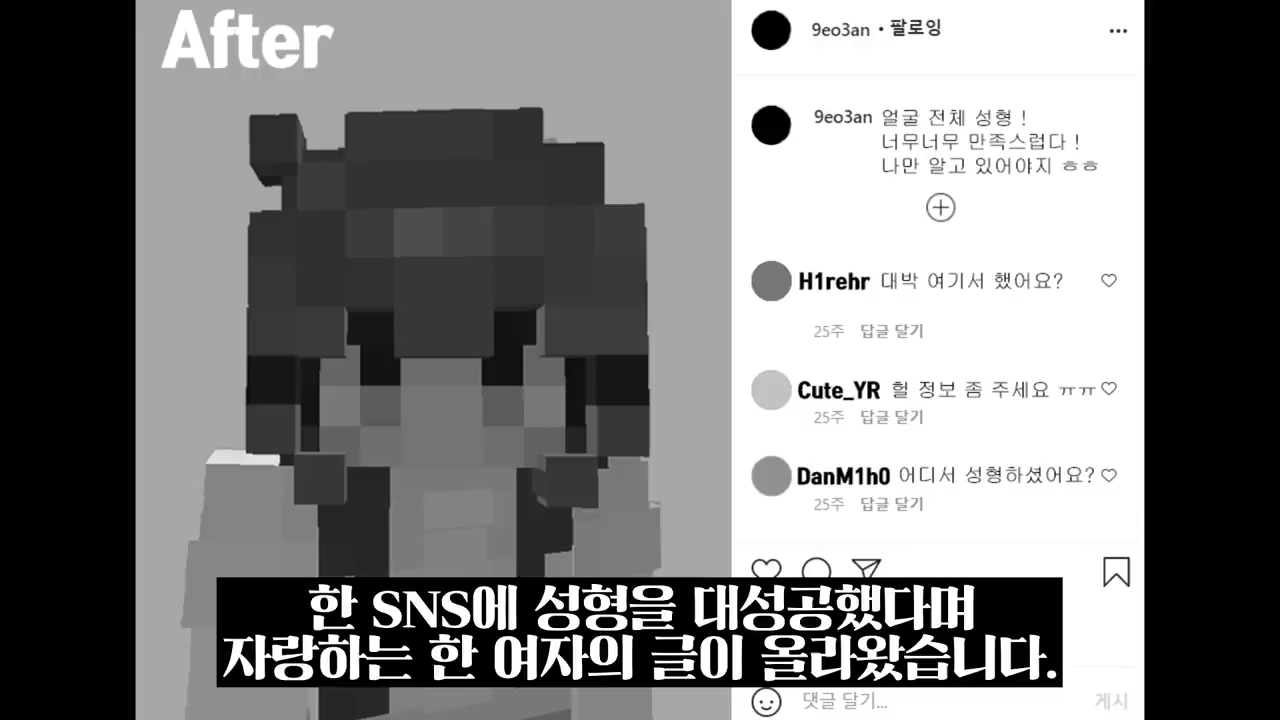 After
9eo3an • 팔로잉
9eo3an 얼굴 전체 성형 !
너무너무 만족스럽다 !
나만 알고 있어야지 ㅎㅎ
H1rehr 대박 여기서 했어요?
25주 답글 달기
Cute_YR 헐 정보 좀 주세요 ㅠㅠ
25주 답글 달기
DanM1h0 어디서 성형하셨어요?
25주 답글 달기
한 SNS에 성형을 대성공했다며
자랑하는 한 여자의 글이 올라왔습니다.
댓글 달기... 게시